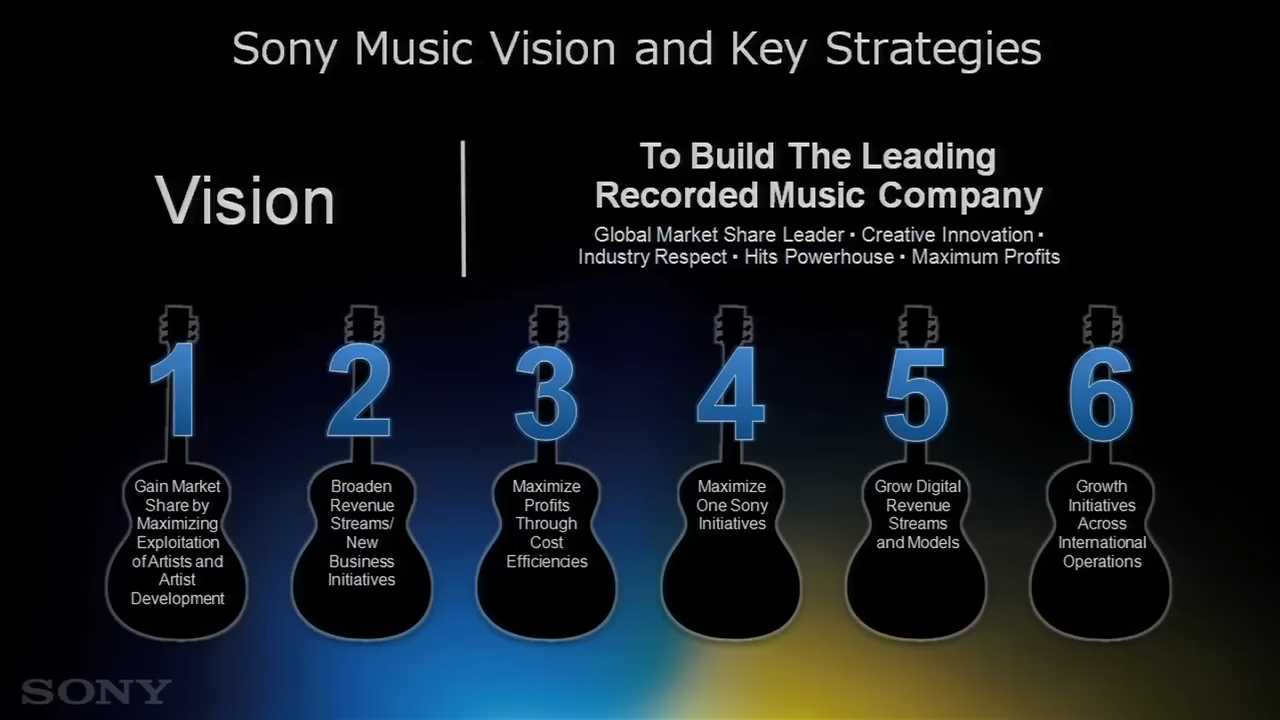 Sony Music Vision and Key Strategies
Vision
To Build The Leading
Recorded Music Company
Global Market Share Leader ▪ Creative Innovation ▪
Industry Respect ▪ Hits Powerhouse ▪ Maximum Profits
1
Gain Market
Share by
Maximizing
Exploitation
of Artists and
Artist
Development
2
Broaden
Revenue
Streams/
New
Business
Initiatives
3
Maximize
Profits
Through
Cost
Efficiencies
4
Maximize
One Sony
Initiatives
5
Grow Digital
Revenue
Streams
and Models
6
Growth
Initiatives
Across
International
Operations
SONY